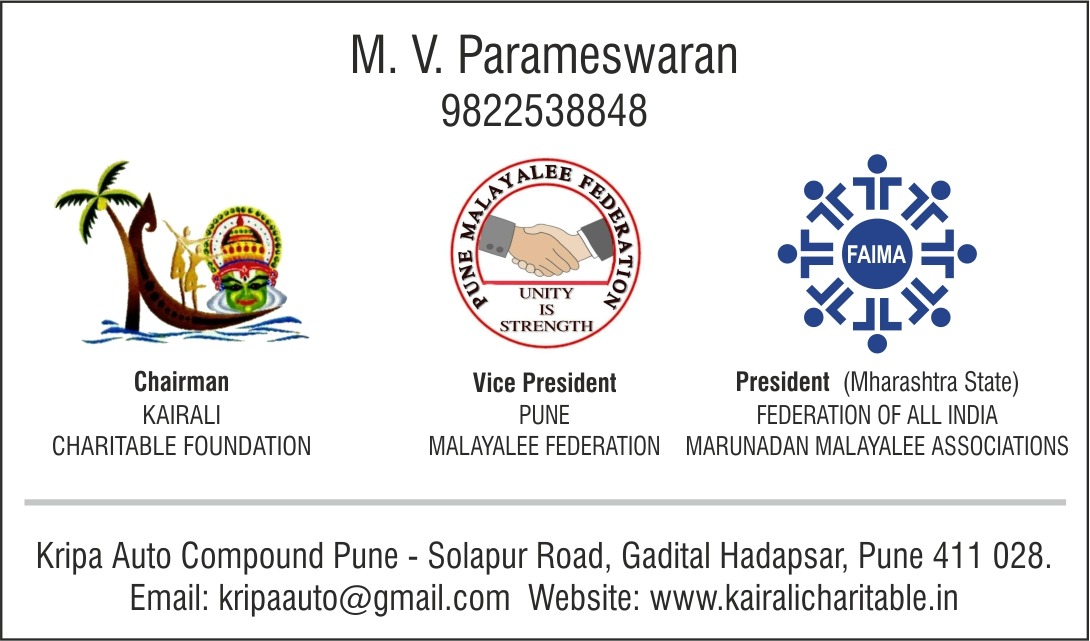 M. V. Parameswaran
9822538848
PUNE MALAYALEE FEDERATION
UNITY
IS
STRENGTH
FAIMA
Chairman
KAIRALI
CHARITABLE FOUNDATION
Vice President
PUNE
MALAYALEE FEDERATION
President (Mharashtra State)
FEDERATION OF ALL INDIA
MARUNADAN MALAYALEE ASSOCIATIONS
Kripa Auto Compound Pune - Solapur Road, Gadital Hadapsar, Pune 411 028.
Email: kripaauto@gmail.com Website: www.kairalicharitable.in